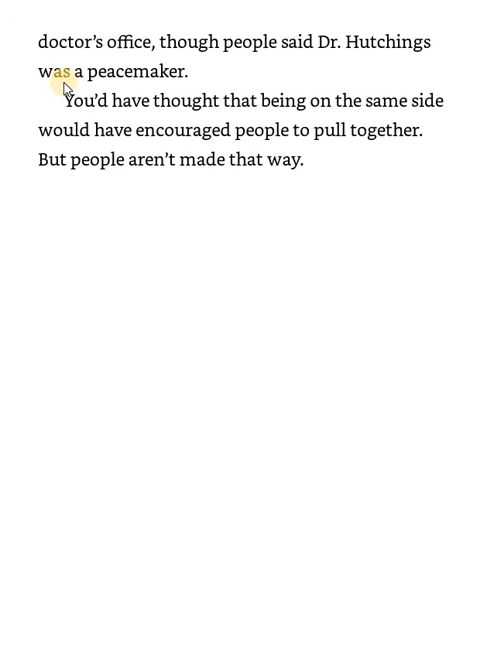 doctor’s office, though people said Dr. Hutchings
was a peacemaker.
You’d have thought that being on the same side
would have encouraged people to pull together.
But people aren’t made that way.